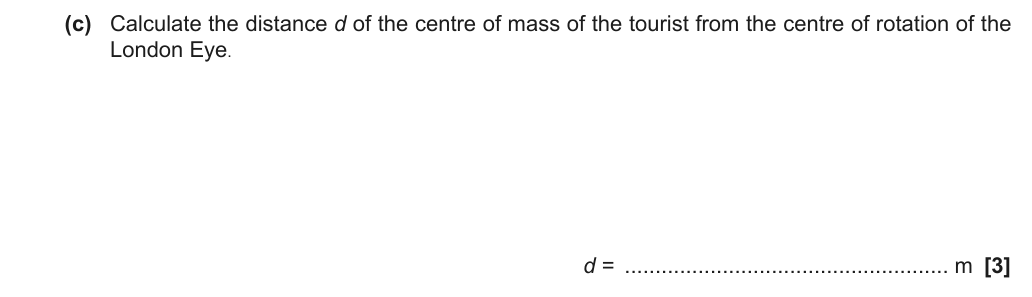 (c) Calculate the distance d of the centre of mass of the tourist from the centre of rotation of the
London Eye.
d = ..................................................... m [3]